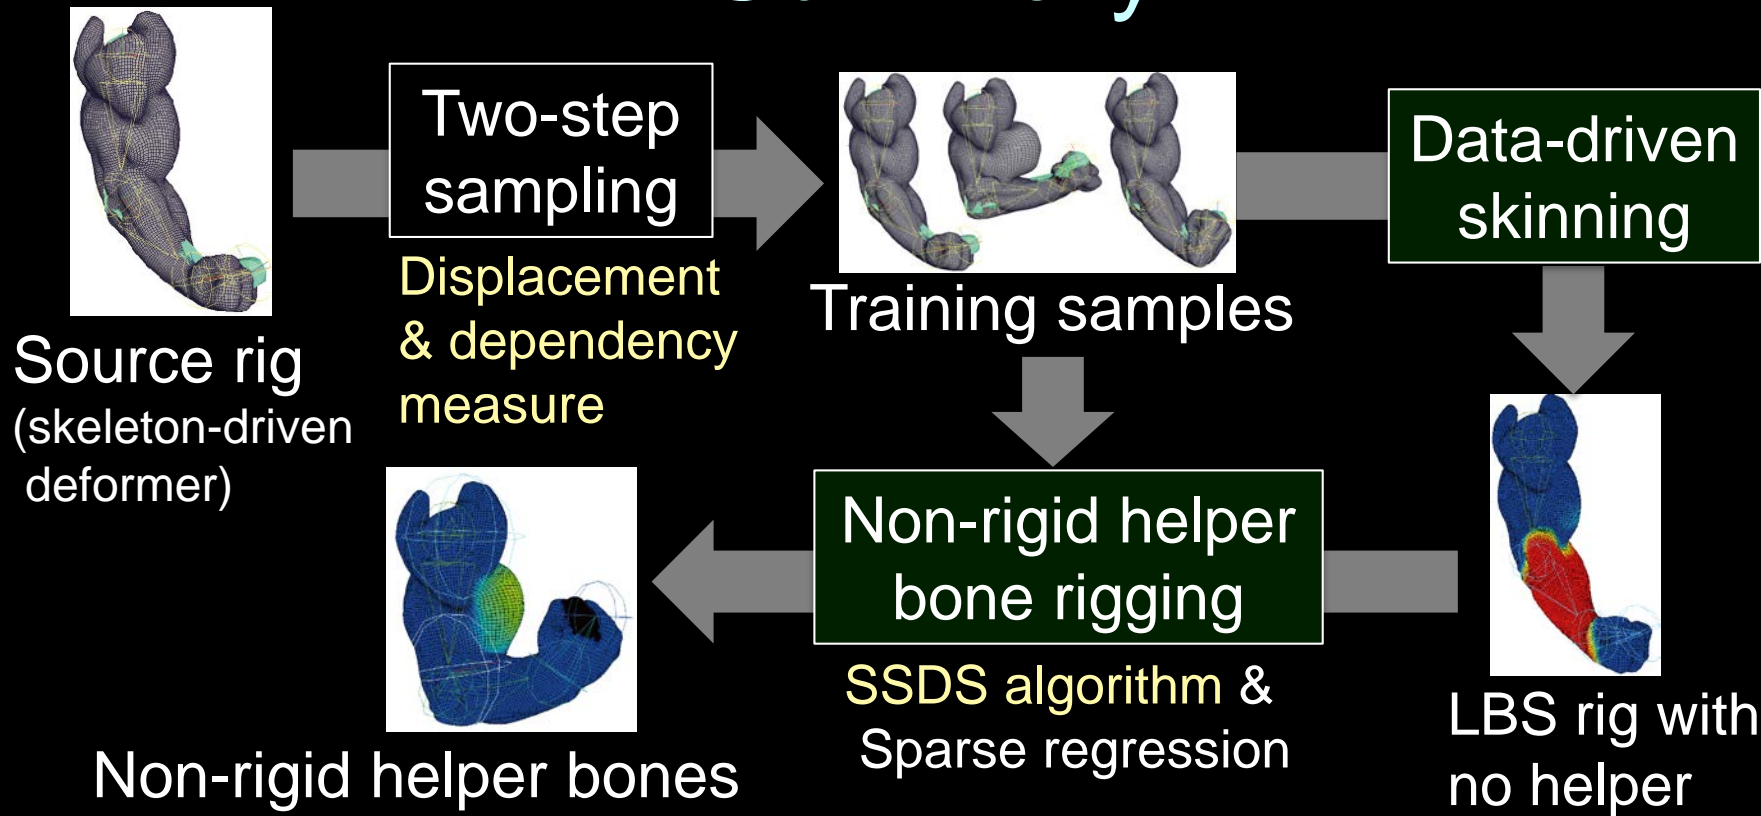 Summary
Two-step
sampling
Displacement
& dependency
measure
Training samples
Data-driven
skinning
Source rig
(skeleton-driven
deformer)
Non-rigid helper
bone rigging
SSDS algorithm &
Sparse regression
LBS rig with
no helper
Non-rigid helper bones